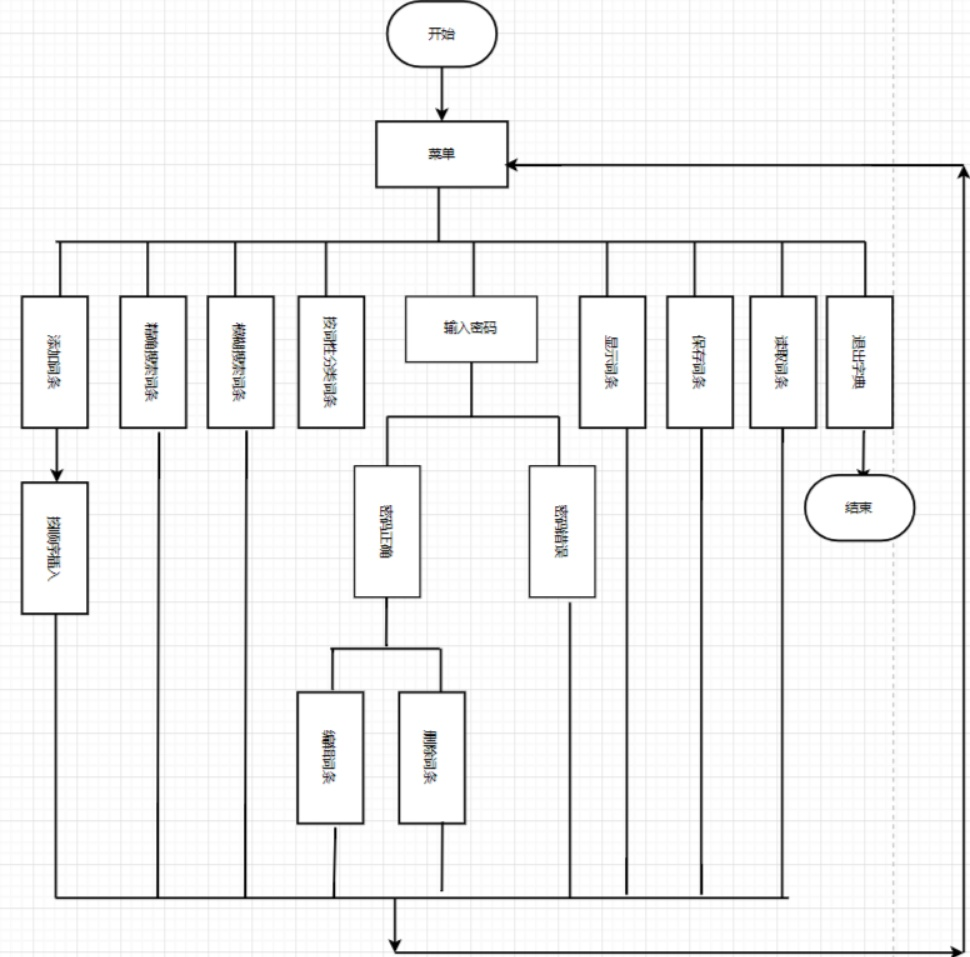 开始
菜单
添加词条
精确搜索词条
模糊搜索词条
按词性分类词条
输入密码
显示词条
保存词条
读取词条
退出字典
按顺序插入
密码正确
密码错误
结束
编辑词条
删除词条